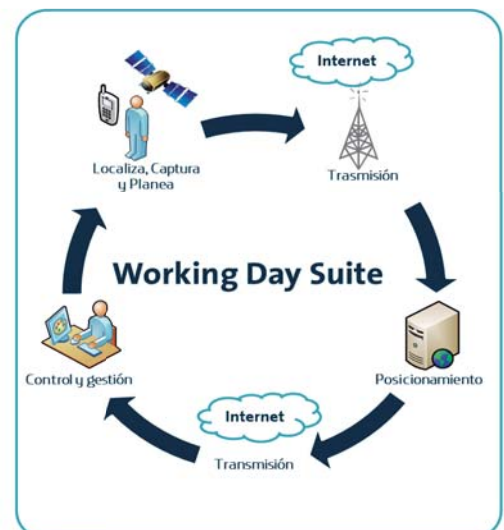 Internet
Localiza, Captura
y Planea
Trasmisión
Working Day Suite
Control y gestión
Posicionamiento
Internet
Transmisión